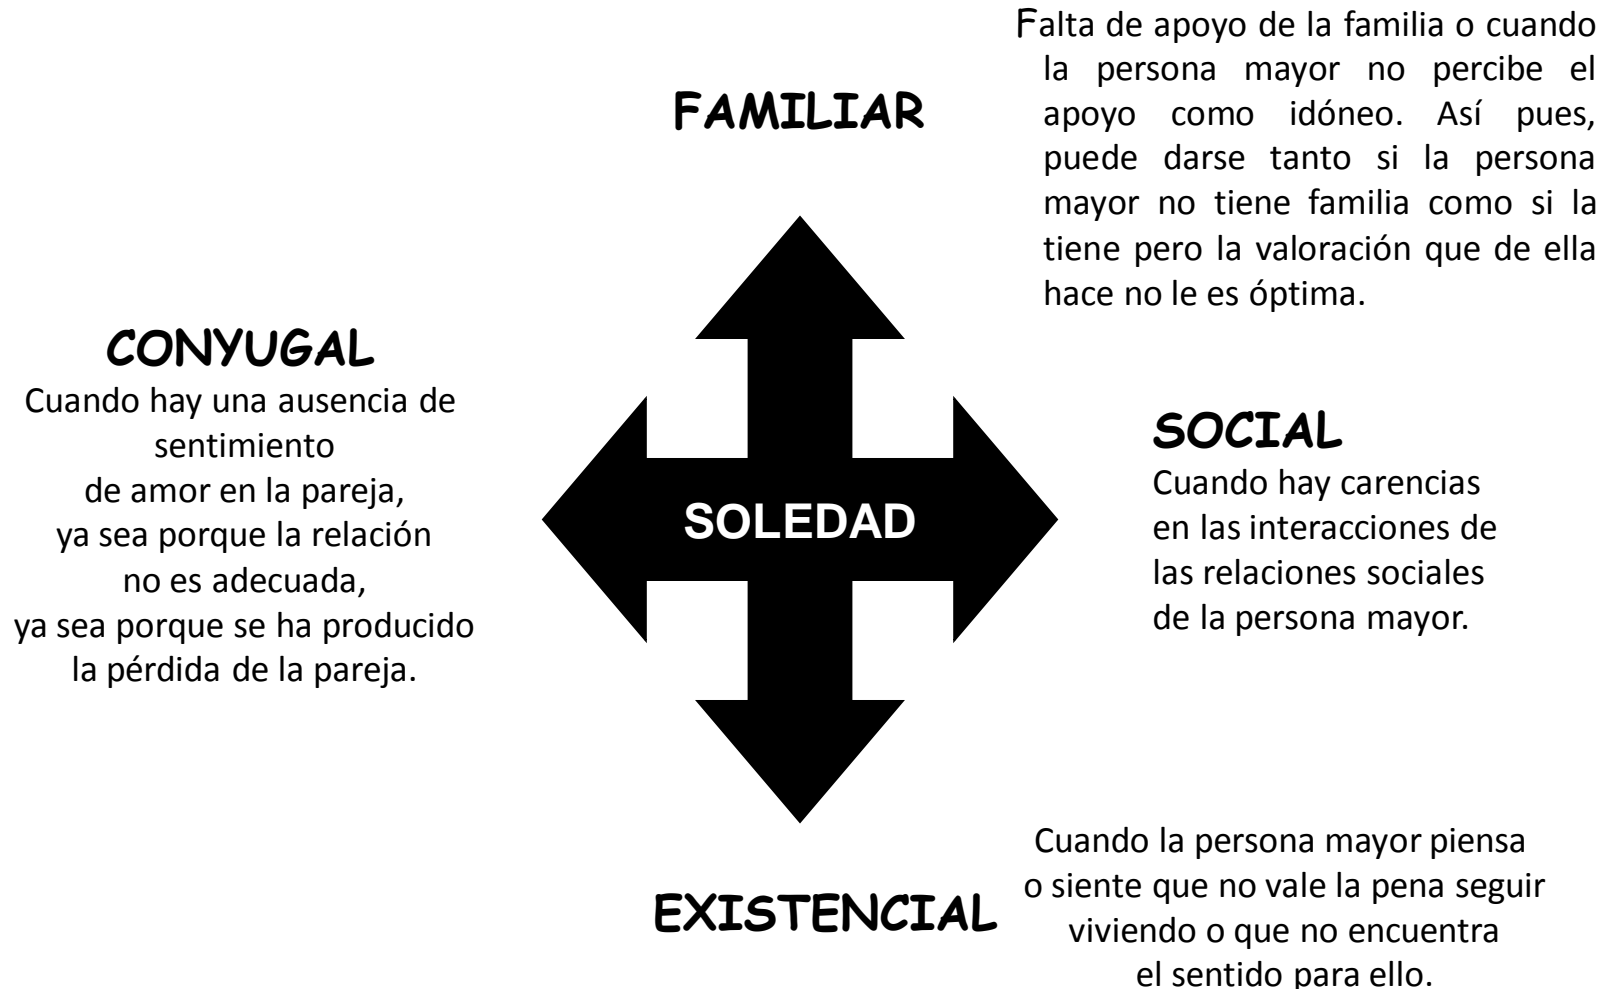 FAMILIAR
Falta de apoyo de la familia o cuando
la persona mayor no percibe el
apoyo como idóneo. Así pues,
puede darse tanto si la persona
mayor no tiene familia como si la
tiene pero la valoración que de ella
hace no le es óptima.
CONYUGAL
Cuando hay una ausencia de
sentimiento
de amor en la pareja,
ya sea porque la relación
no es adecuada,
ya sea porque se ha producido
la pérdida de la pareja.
SOLEDAD
SOCIAL
Cuando hay carencias
en las interacciones de
las relaciones sociales
de la persona mayor.
EXISTENCIAL
Cuando la persona mayor piensa
o siente que no vale la pena seguir
viviendo o que no encuentra
el sentido para ello.